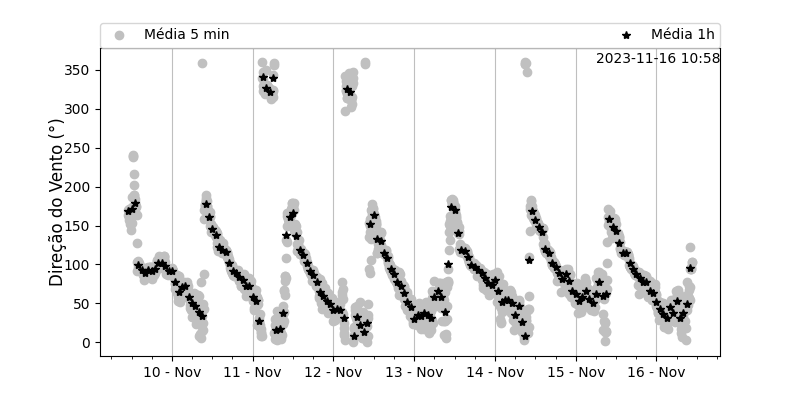 Média 5 min
Média 1h
2023-11-16 10:58
Direção do Vento (°)
350
300
250
200
150
100
50
0
10 - Nov
11 - Nov
12 - Nov
13 - Nov
14 - Nov
15 - Nov
16 - Nov